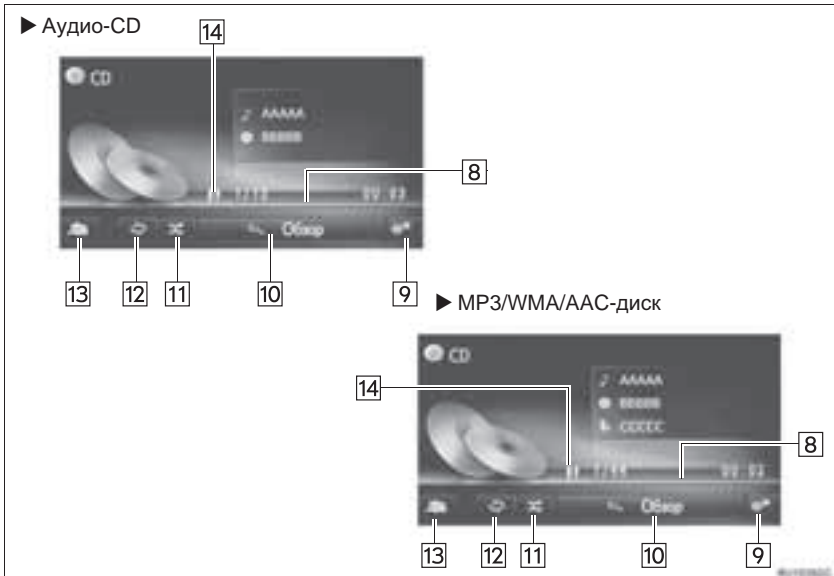 ▶ Аудио-CD
14
CD
AAAAA
BBBBB
8
Обзор
13 12 11 10 9
▶ MP3/WMA/AAC-диск
CD
14
AAAAA
BBBBB
CCCCC
8
Обзор
13 12 11 10 9